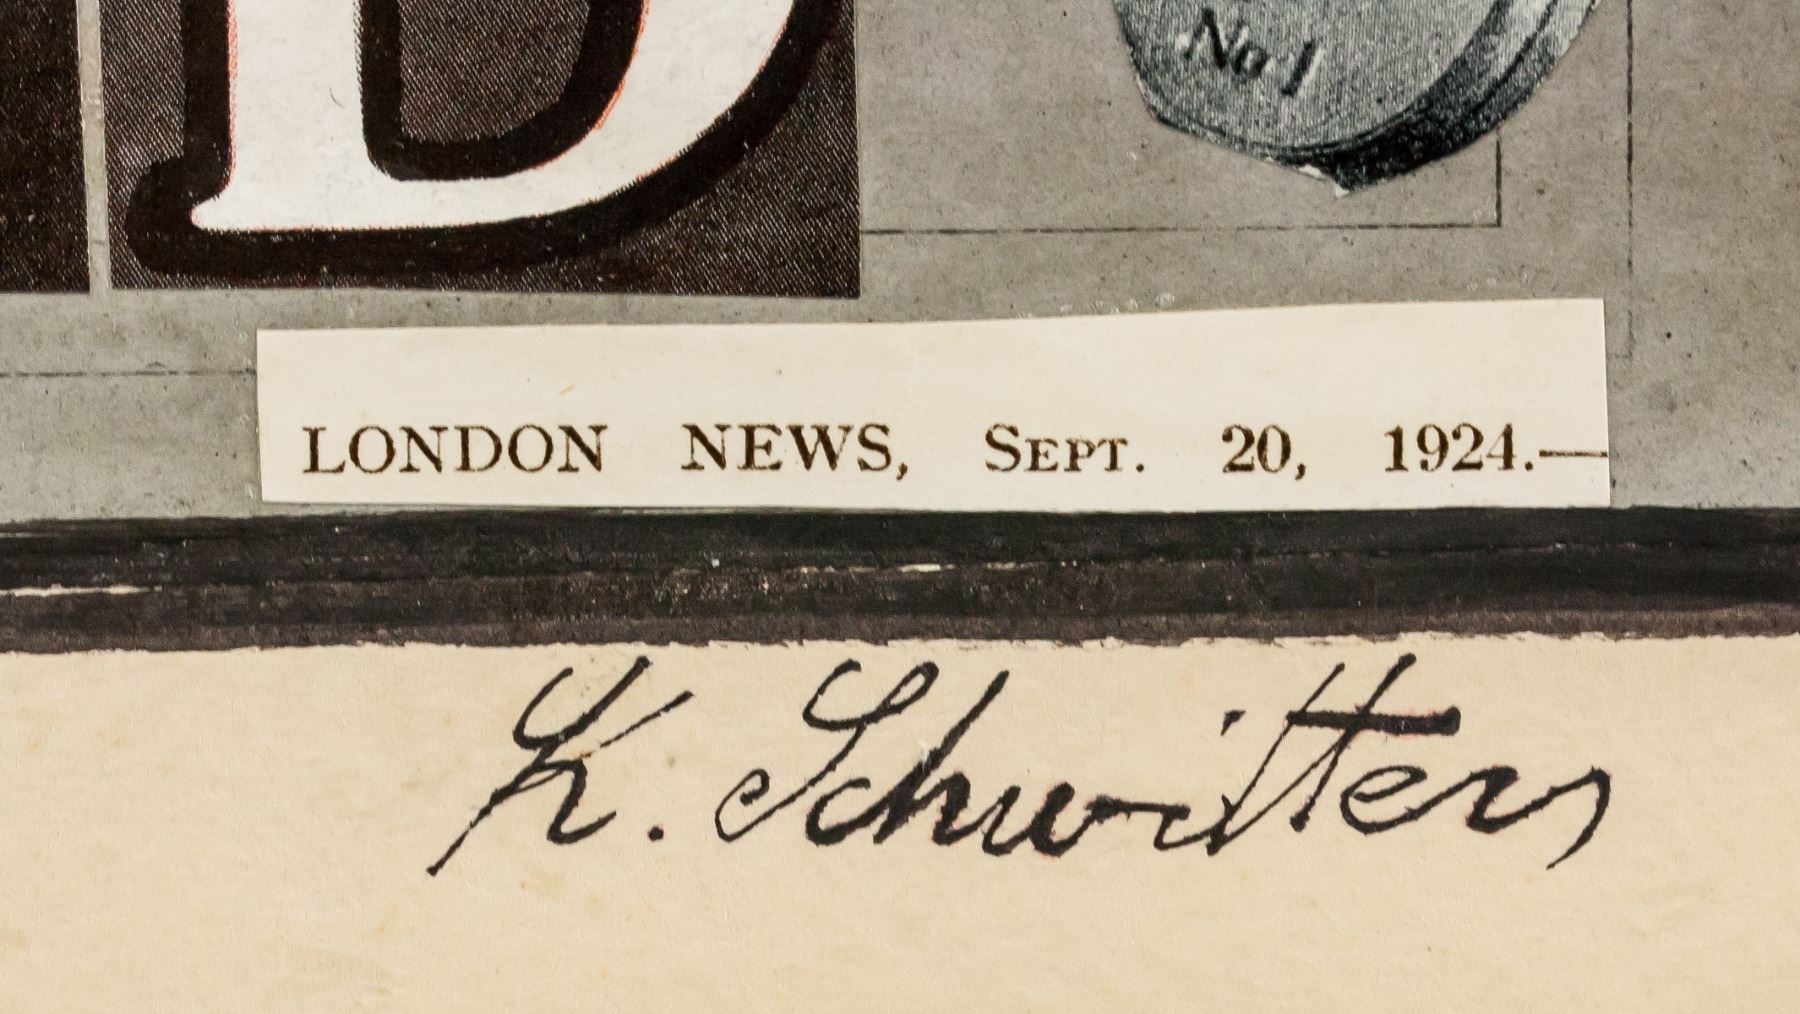 D
No 1
LONDON NEWS, SEPT. 20, 1924.—
K. Schwitters